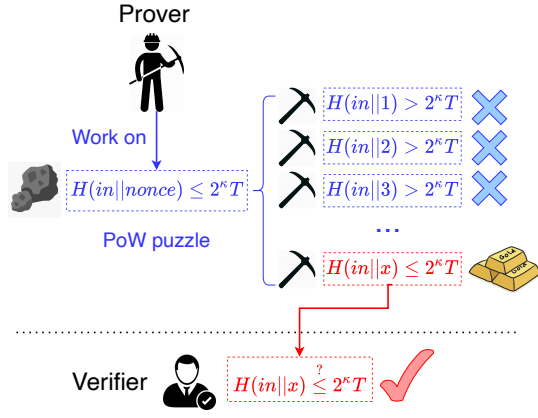 Prover
Work on
H(in||nonce) ≤ 2^κT
PoW puzzle
H(in||1) > 2^κT
H(in||2) > 2^κT
H(in||3) > 2^κT
...
H(in||x) ≤ 2^κT
Gold
Gold
Verifier
H(in||x) ≤? 2^κT